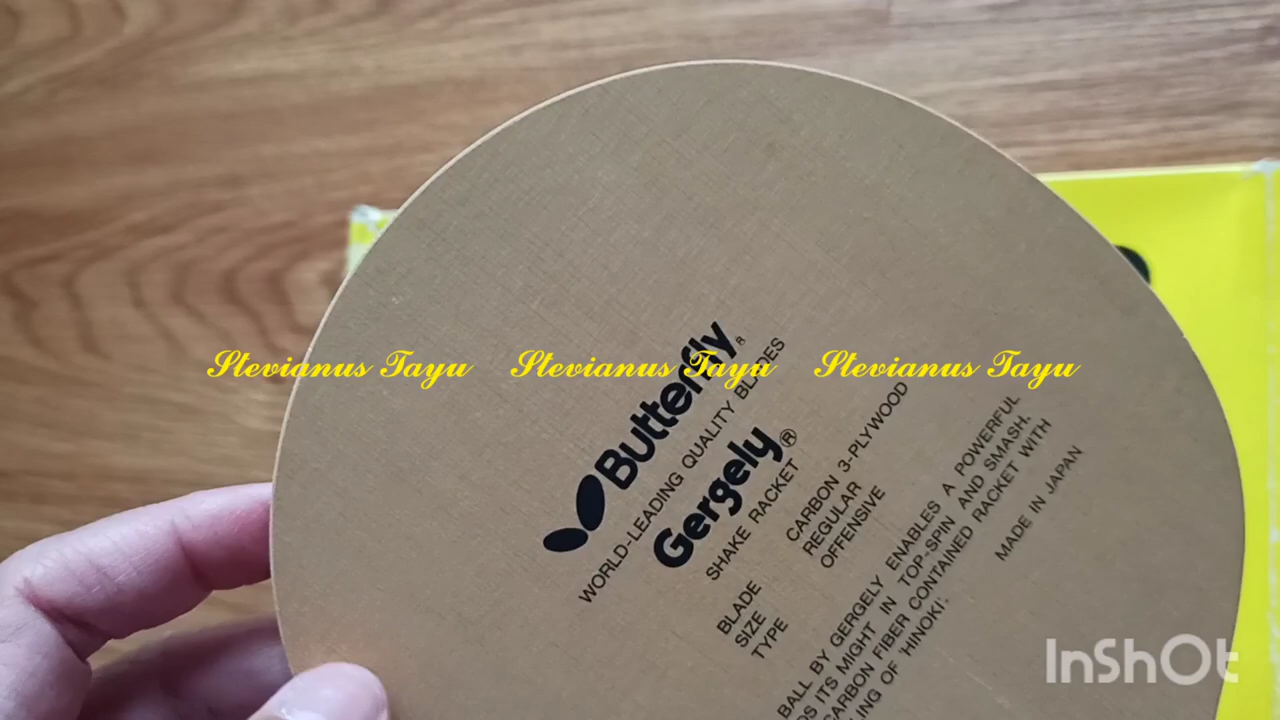 Stevianus Tayu Stevianus Tayu Stevianus Tayu
Butterfly®
WORLD-LEADING QUALITY BLADES
Gergely®
SHAKE RACKET
BLADE CARBON 3-PLYWOOD
SIZE REGULAR
TYPE OFFENSIVE
BALL BY GERGELY ENABLES A POWERFUL
ITS MIGHT IN TOP-SPIN AND SMASH.
CARBON FIBER CONTAINED RACKET WITH
OF 'HINOKI'.
MADE IN JAPAN
InShOt